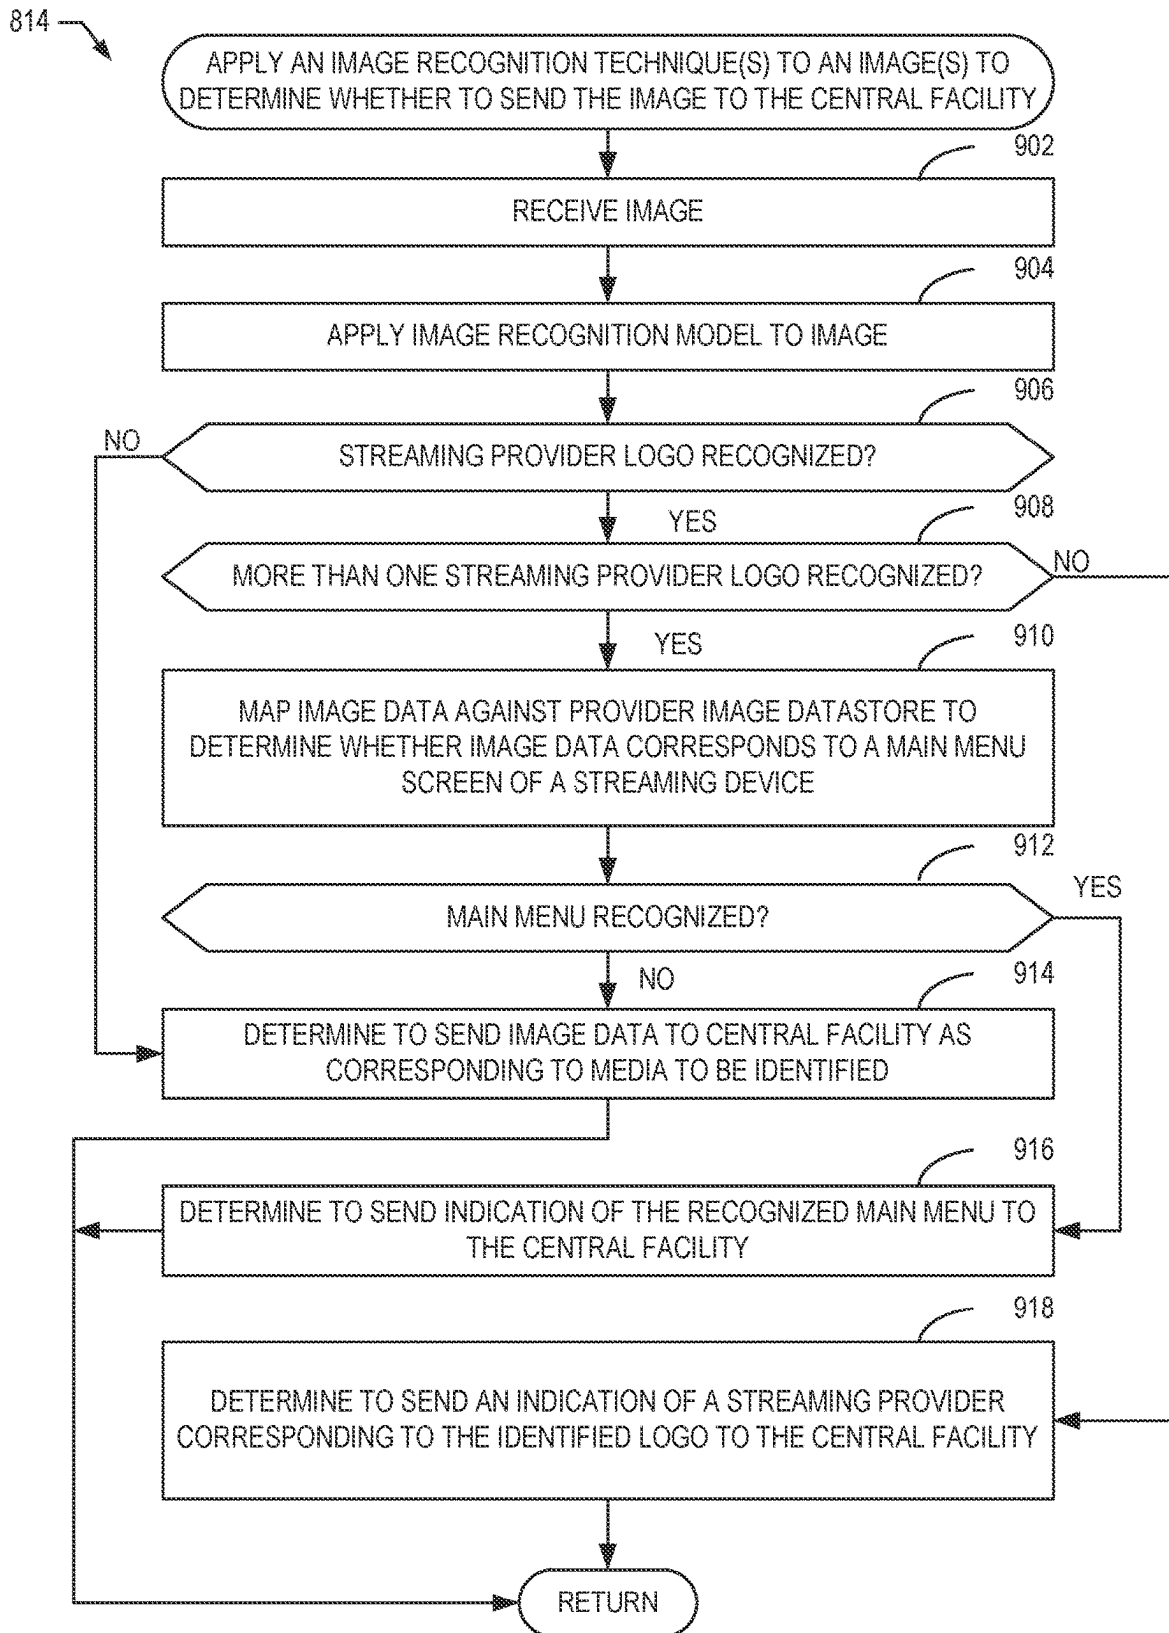 814
APPLY AN IMAGE RECOGNITION TECHNIQUE(S) TO AN IMAGE(S) TO
DETERMINE WHETHER TO SEND THE IMAGE TO THE CENTRAL FACILITY
902
RECEIVE IMAGE
904
APPLY IMAGE RECOGNITION MODEL TO IMAGE
906
NO
STREAMING PROVIDER LOGO RECOGNIZED?
YES
908
MORE THAN ONE STREAMING PROVIDER LOGO RECOGNIZED?
NO
YES
910
MAP IMAGE DATA AGAINST PROVIDER IMAGE DATASTORE TO
DETERMINE WHETHER IMAGE DATA CORRESPONDS TO A MAIN MENU
SCREEN OF A STREAMING DEVICE
912
YES
MAIN MENU RECOGNIZED?
NO
914
DETERMINE TO SEND IMAGE DATA TO CENTRAL FACILITY AS
CORRESPONDING TO MEDIA TO BE IDENTIFIED
916
DETERMINE TO SEND INDICATION OF THE RECOGNIZED MAIN MENU TO
THE CENTRAL FACILITY
918
DETERMINE TO SEND AN INDICATION OF A STREAMING PROVIDER
CORRESPONDING TO THE IDENTIFIED LOGO TO THE CENTRAL FACILITY
RETURN